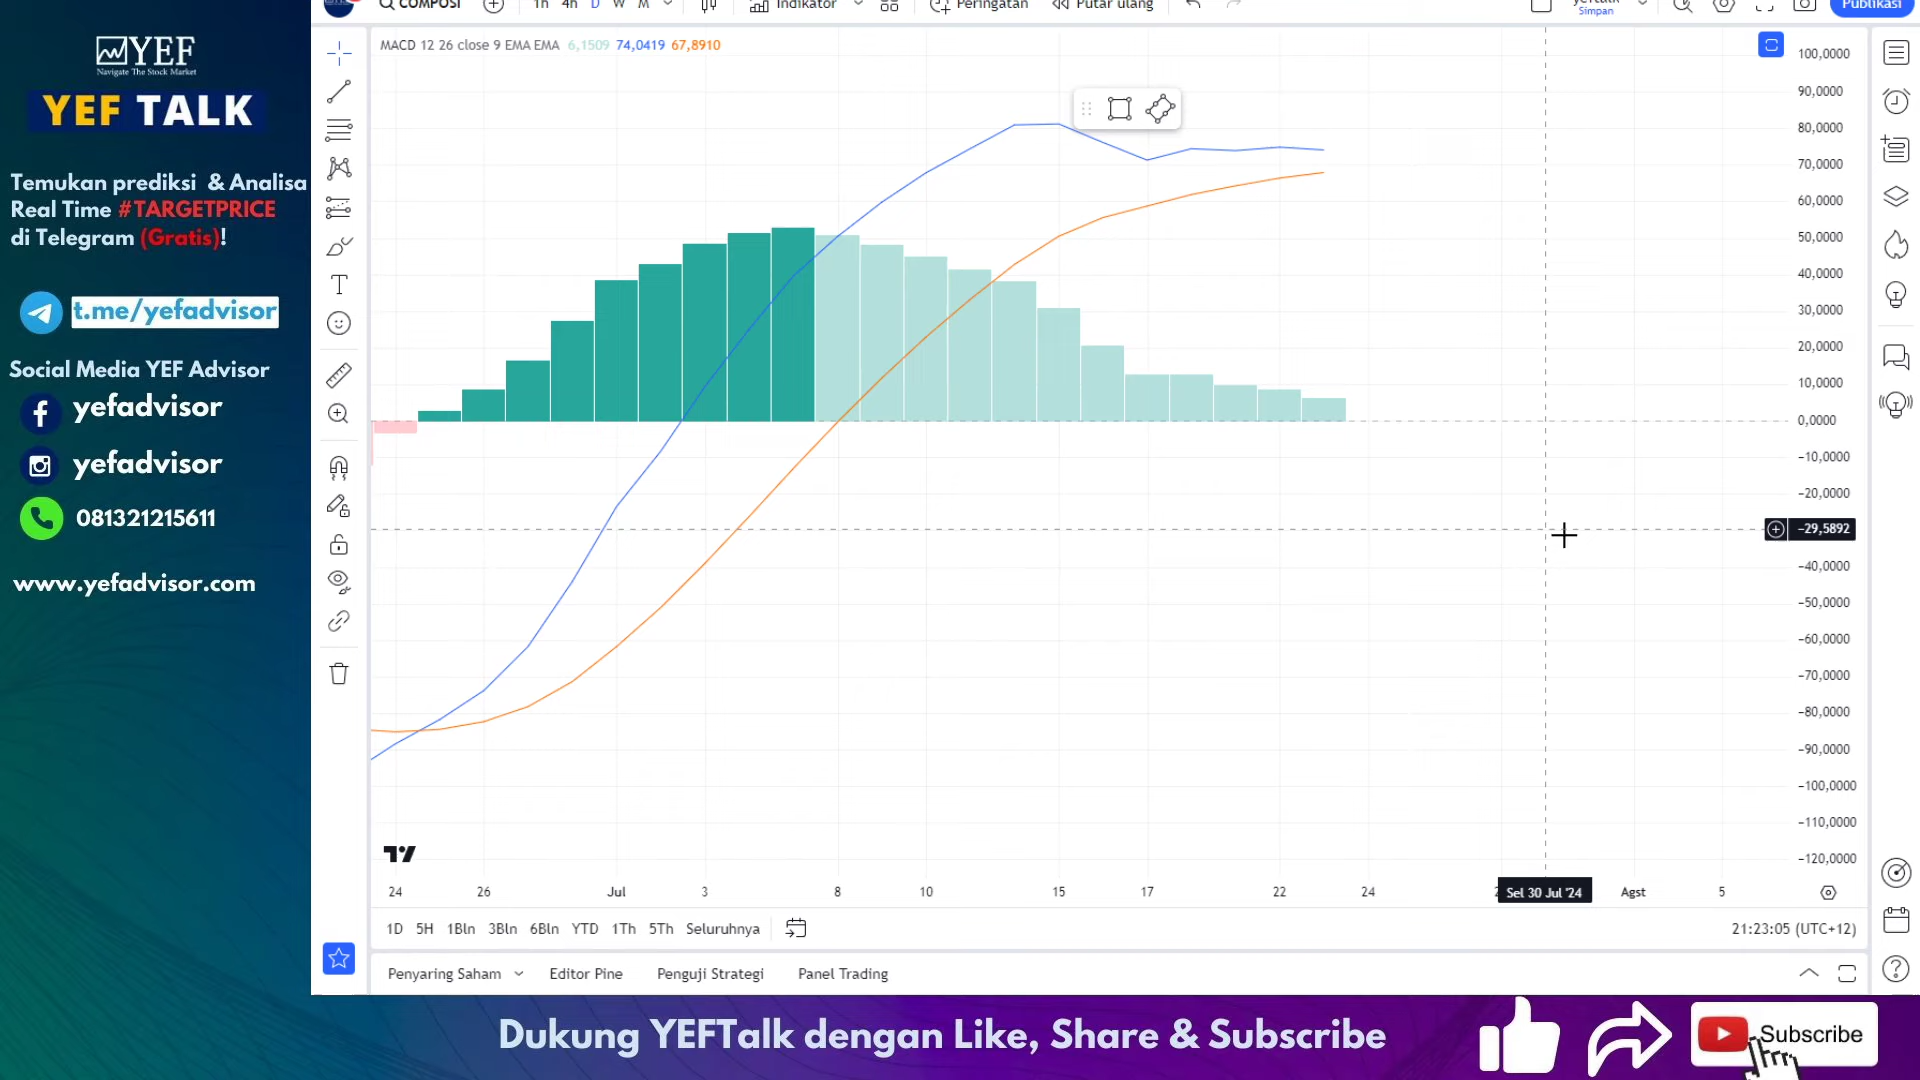 YEF
Navigate The Stock Market
YEF TALK
Temukan prediksi & Analisa
Real Time #TARGETPRICE
di Telegram (Gratis)!
t.me/yefadvisor
Social Media YEF Advisor
yefadvisor
yefadvisor
081321215611
www.yefadvisor.com
COMPOSI
1h 4h D W M
Indikator
Peringatan
Putar ulang
Simpan
Publikasi
MACD 12 26 close 9 EMA EMA 6,1509 74,0419 67,8910
100,0000
90,0000
80,0000
70,0000
60,0000
50,0000
40,0000
30,0000
20,0000
10,0000
0,0000
−10,0000
−20,0000
−29,5892
−40,0000
−50,0000
−60,0000
−70,0000
−80,0000
−90,0000
−100,0000
−110,0000
−120,0000
24 26 Jul 3 8 10 15 17 22 24 Sel 30 Jul '24 Agst 5
1D 5H 1Bln 3Bln 6Bln YTD 1Th 5Th Seluruhnya
21:23:05 (UTC+12)
Penyaring Saham Editor Pine Penguji Strategi Panel Trading
Dukung YEFTalk dengan Like, Share & Subscribe
Subscribe